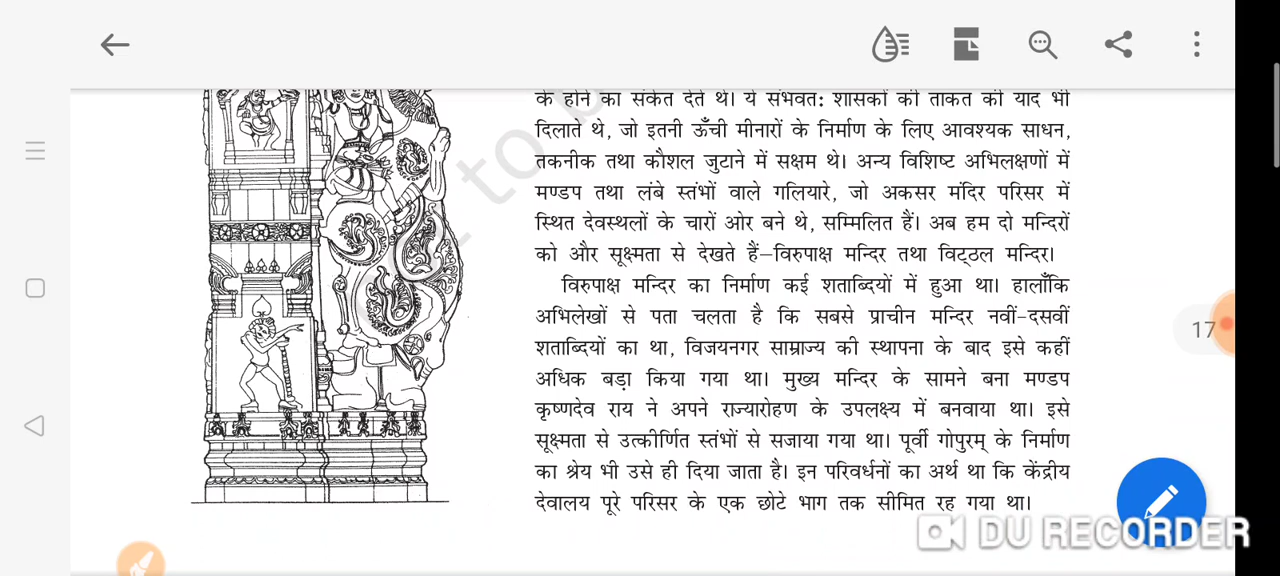 के होने का संकेत देते थे। ये संभवत: शासकों की ताकत की याद भी
दिलाते थे, जो इतनी ऊँची मीनारों के निर्माण के लिए आवश्यक साधन,
तकनीक तथा कौशल जुटाने में सक्षम थे। अन्य विशिष्ट अभिलक्षणों में
मण्डप तथा लंबे स्तंभों वाले गलियारे, जो अकसर मंदिर परिसर में
स्थित देवस्थलों के चारों ओर बने थे, सम्मिलित हैं। अब हम दो मन्दिरों
को और सूक्ष्मता से देखते हैं–विरुपाक्ष मन्दिर तथा विट्ठल मन्दिर।
विरुपाक्ष मन्दिर का निर्माण कई शताब्दियों में हुआ था। हालाँकि
अभिलेखों से पता चलता है कि सबसे प्राचीन मन्दिर नवीं-दसवीं
शताब्दियों का था, विजयनगर साम्राज्य की स्थापना के बाद इसे कहीं
अधिक बड़ा किया गया था। मुख्य मन्दिर के सामने बना मण्डप
कृष्णदेव राय ने अपने राज्यारोहण के उपलक्ष्य में बनवाया था। इसे
सूक्ष्मता से उत्कीर्णित स्तंभों से सजाया गया था। पूर्वी गोपुरम् के निर्माण
का श्रेय भी उसे ही दिया जाता है। इन परिवर्धनों का अर्थ था कि केंद्रीय
देवालय पूरे परिसर के एक छोटे भाग तक सीमित रह गया था।
to b
17
DU RECORDER